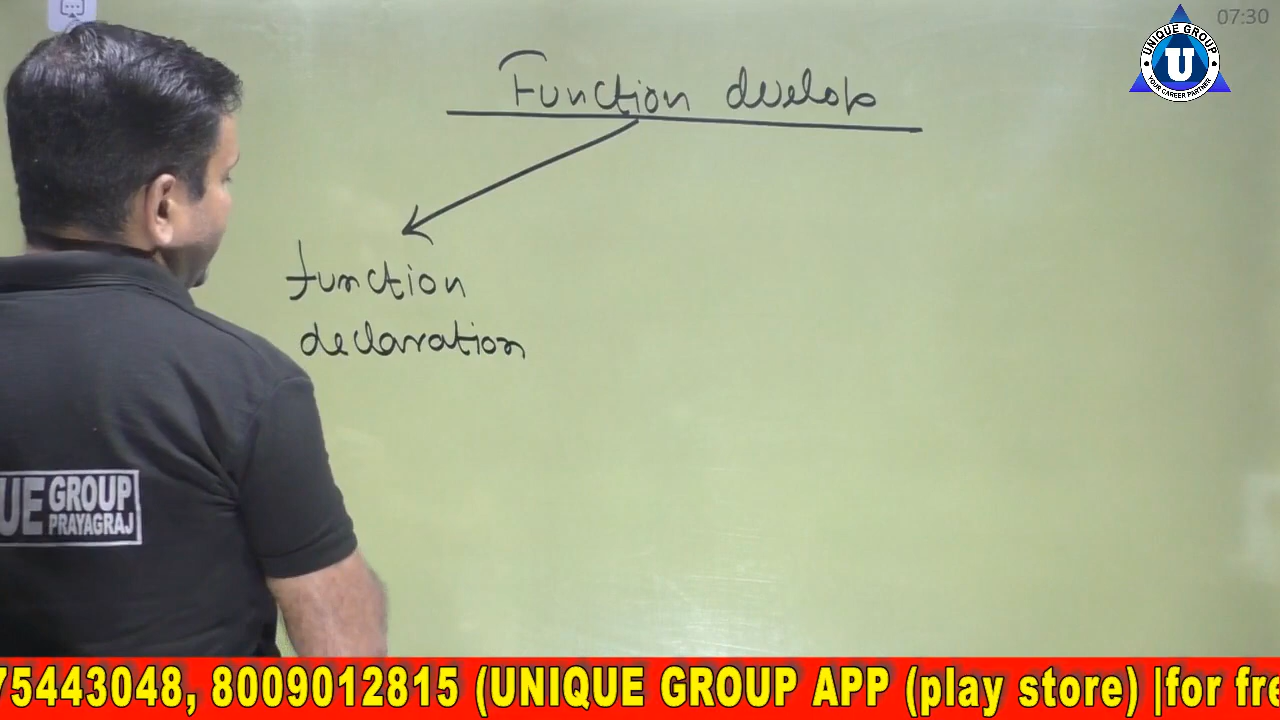 07:30
UNIQUE GROUP
U
YOUR CAREER PARTNER
Function develop
function
declaration
UE GROUP
PRAYAGRAJ
75443048, 8009012815 (UNIQUE GROUP APP (play store) |for fre